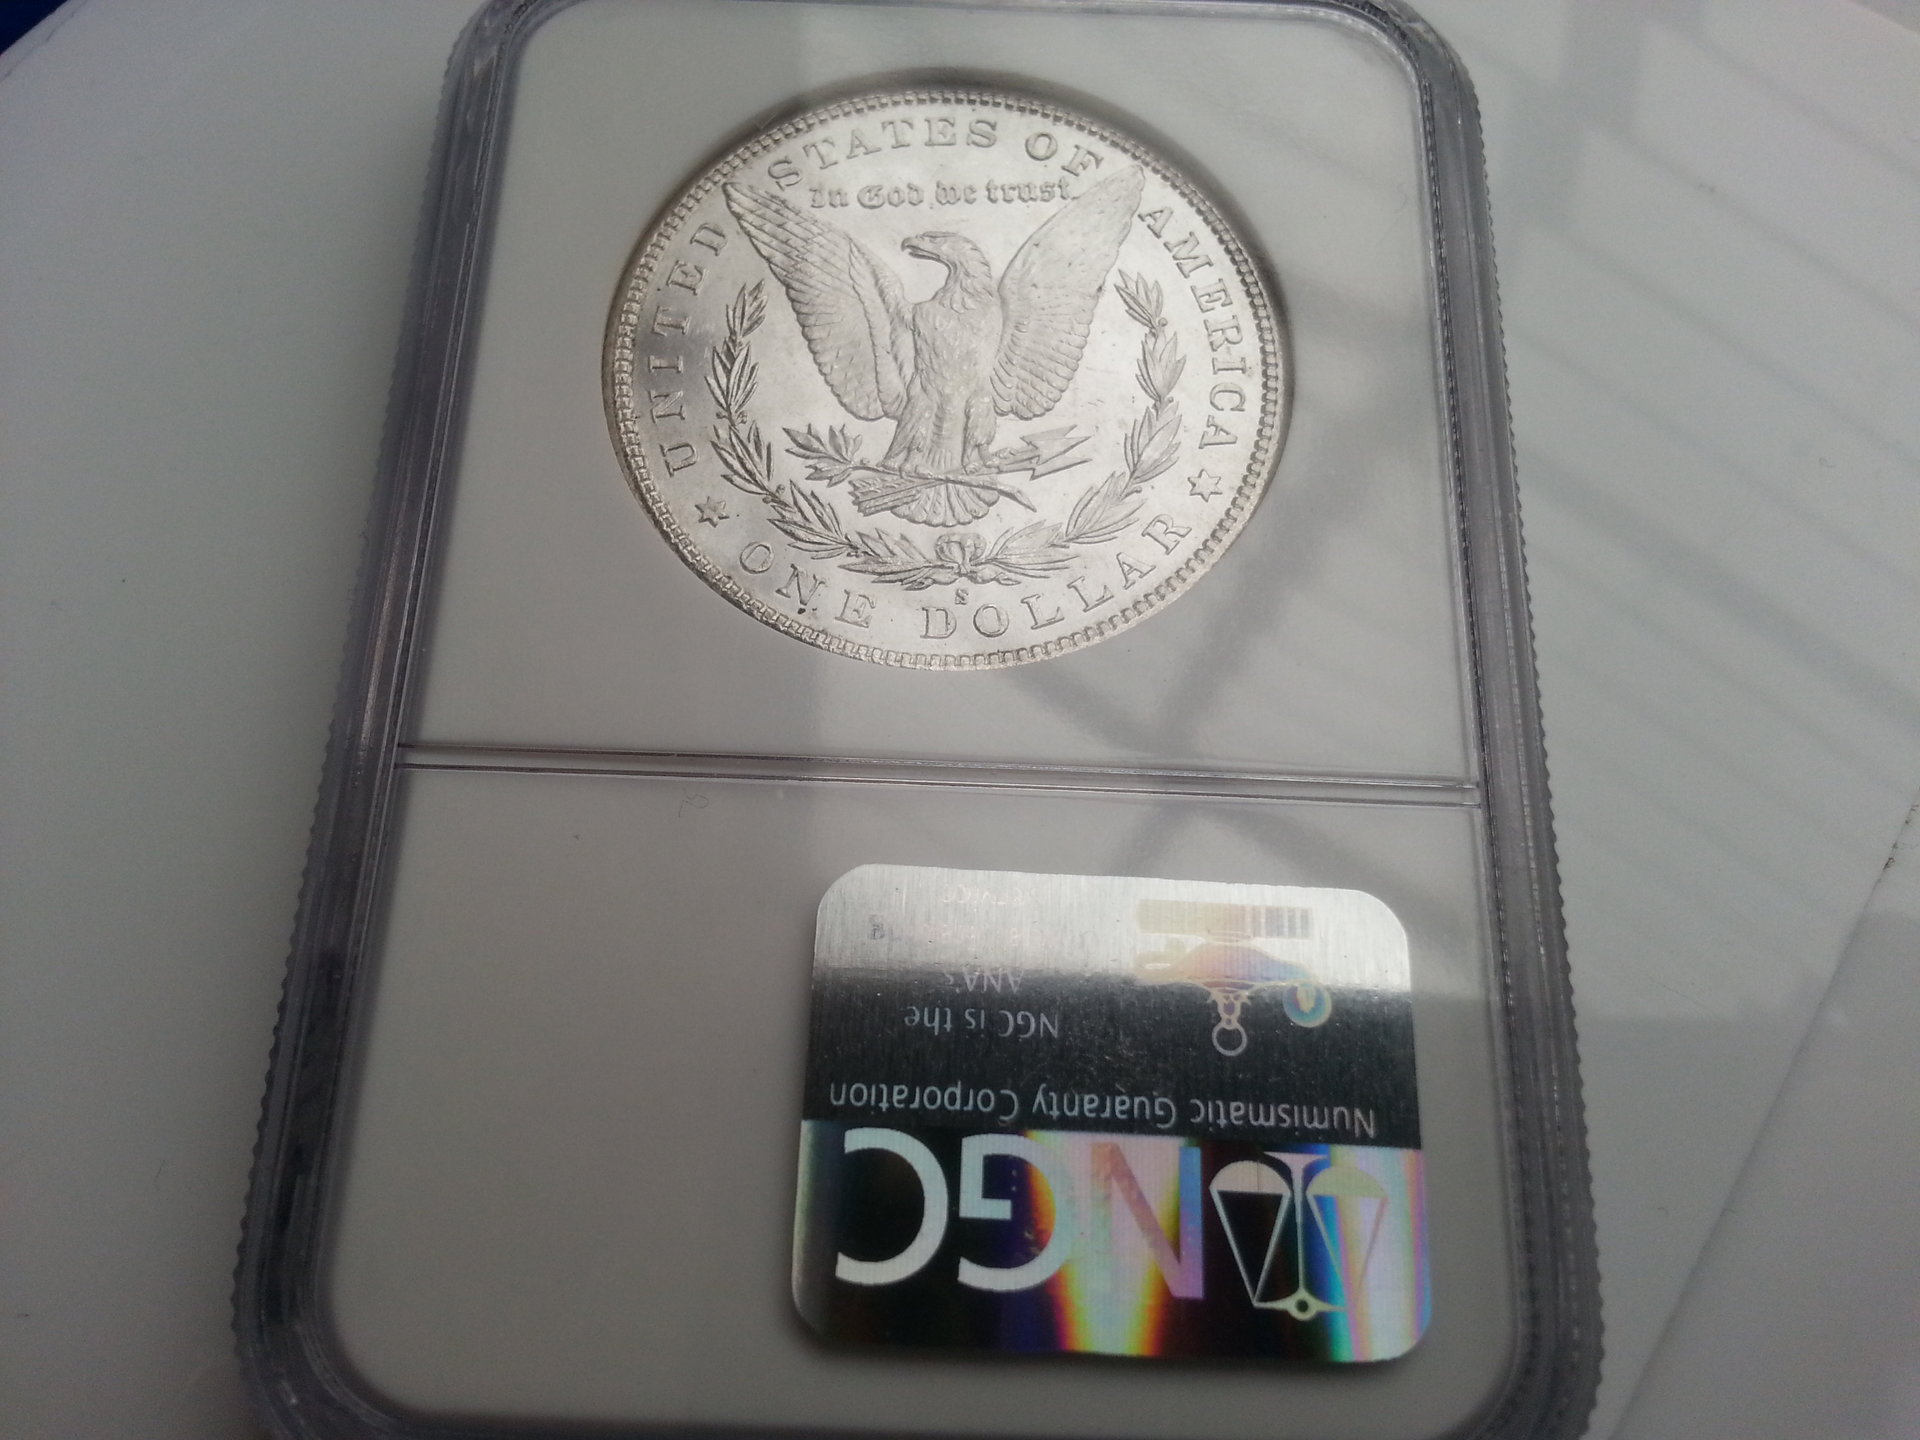 UNITED STATES OF AMERICA
In God we trust.
S
ONE DOLLAR
NGC
Numismatic Guaranty Corporation
NGC is the
ANA's